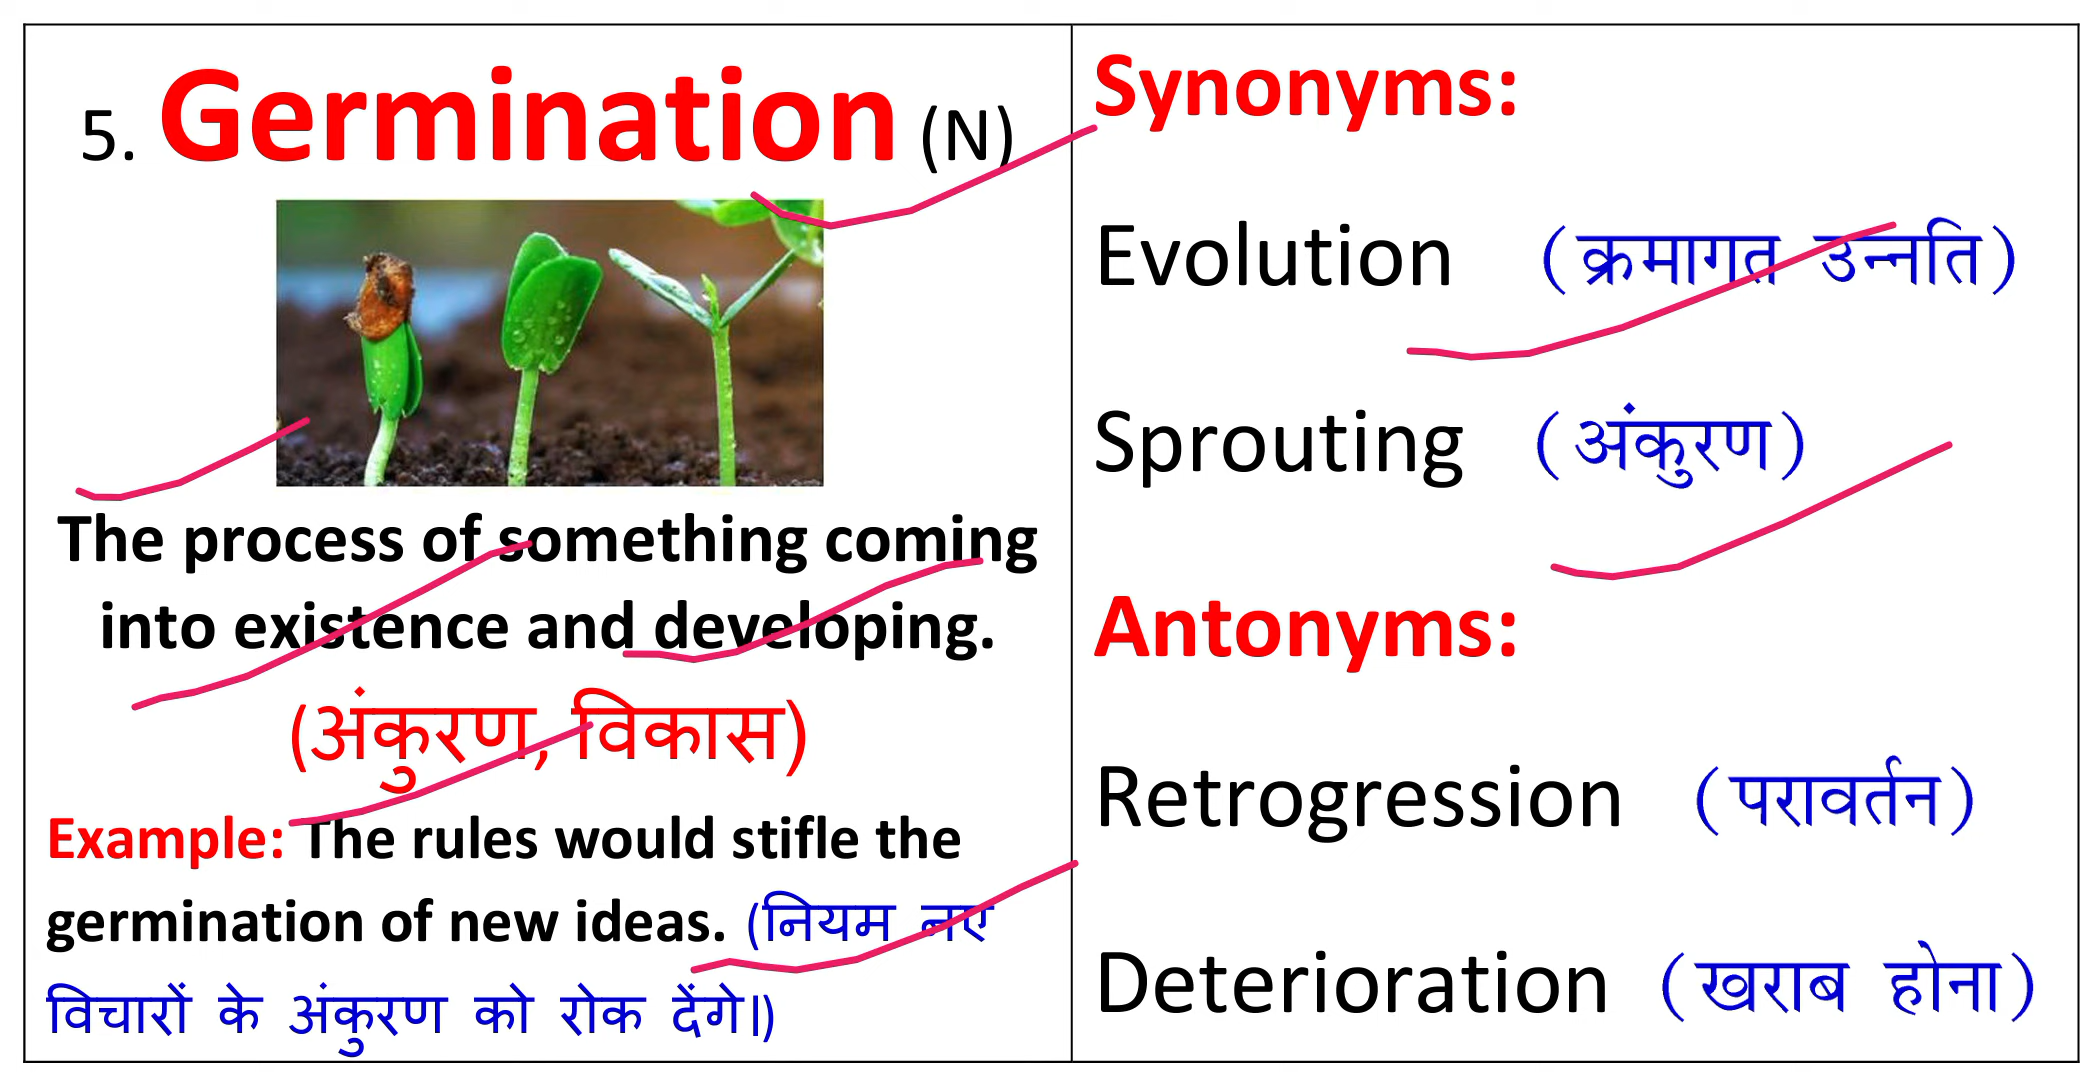 5. Germination (N)
The process of something coming
into existence and developing.
(अंकुरण, विकास)
Example: The rules would stifle the
germination of new ideas. (नियम नए
विचारों के अंकुरण को रोक देंगे।)
Synonyms:
Evolution (क्रमागत उन्नति)
Sprouting (अंकुरण)
Antonyms:
Retrogression (परावर्तन)
Deterioration (खराब होना)